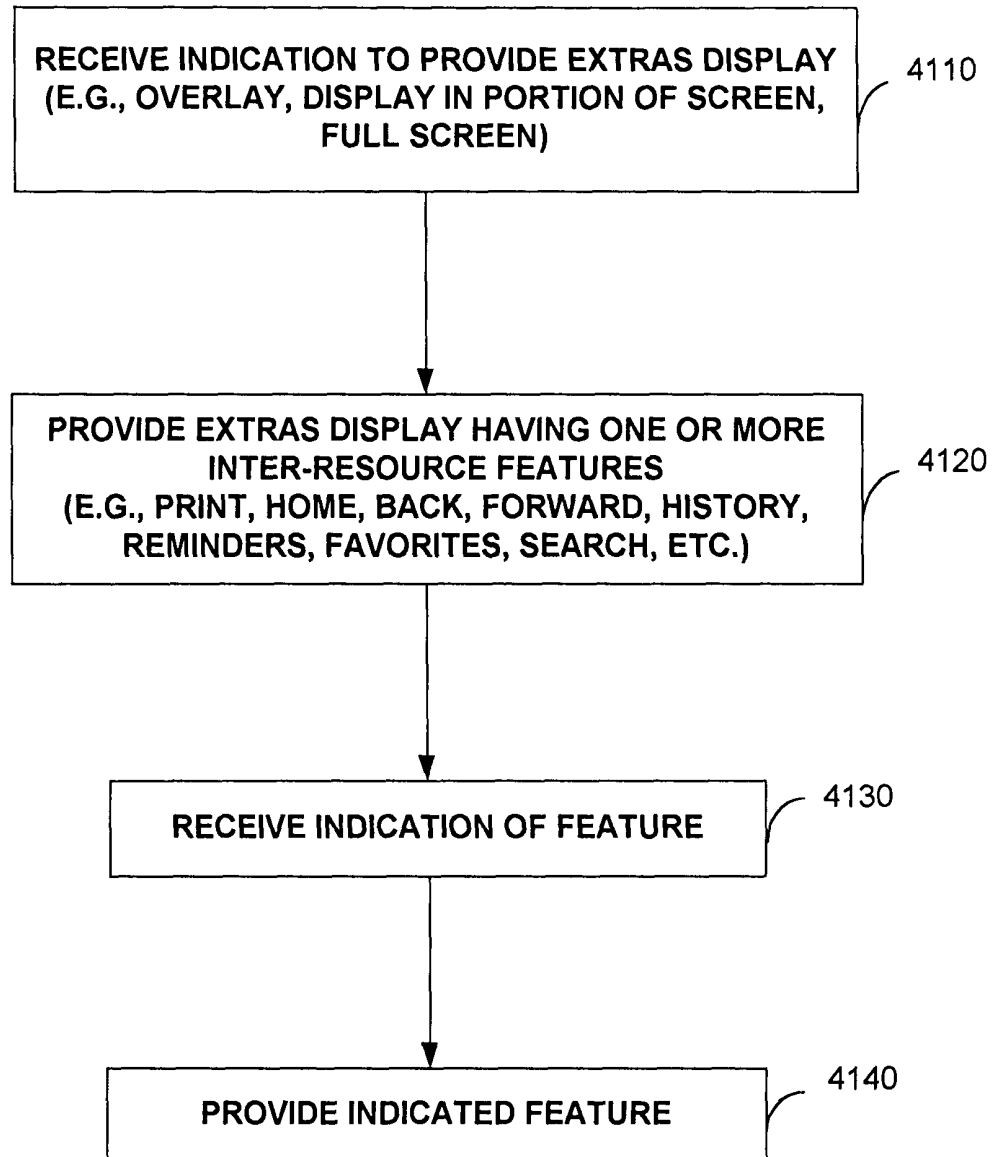 RECEIVE INDICATION TO PROVIDE EXTRAS DISPLAY
(E.G., OVERLAY, DISPLAY IN PORTION OF SCREEN,
FULL SCREEN)
4110
PROVIDE EXTRAS DISPLAY HAVING ONE OR MORE
INTER-RESOURCE FEATURES
(E.G., PRINT, HOME, BACK, FORWARD, HISTORY,
REMINDERS, FAVORITES, SEARCH, ETC.)
4120
RECEIVE INDICATION OF FEATURE
4130
PROVIDE INDICATED FEATURE
4140